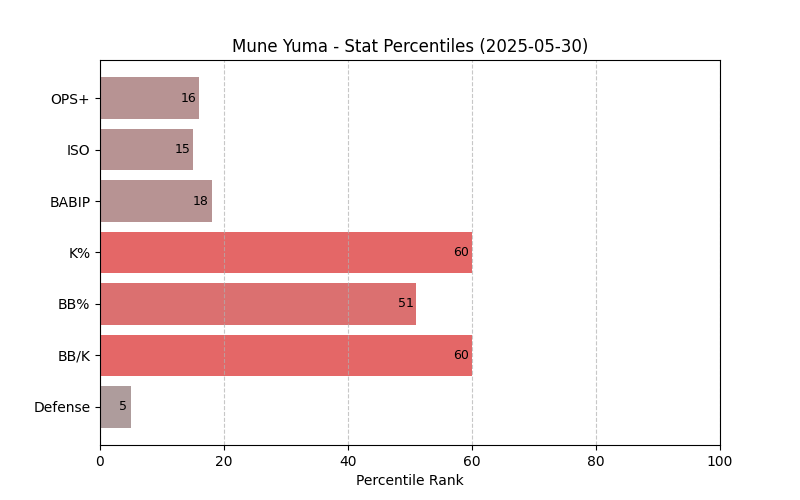 Mune Yuma - Stat Percentiles (2025-05-30)
OPS+ 16
ISO 15
BABIP 18
K% 60
BB% 51
BB/K 60
Defense 5
0 20 40 60 80 100
Percentile Rank